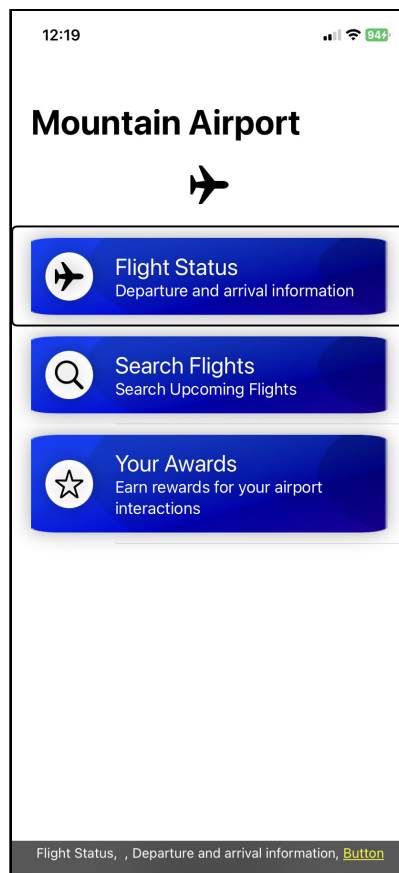 12:19
94
Mountain Airport
Flight Status
Departure and arrival information
Search Flights
Search Upcoming Flights
Your Awards
Earn rewards for your airport
interactions
Flight Status, , Departure and arrival information, Button